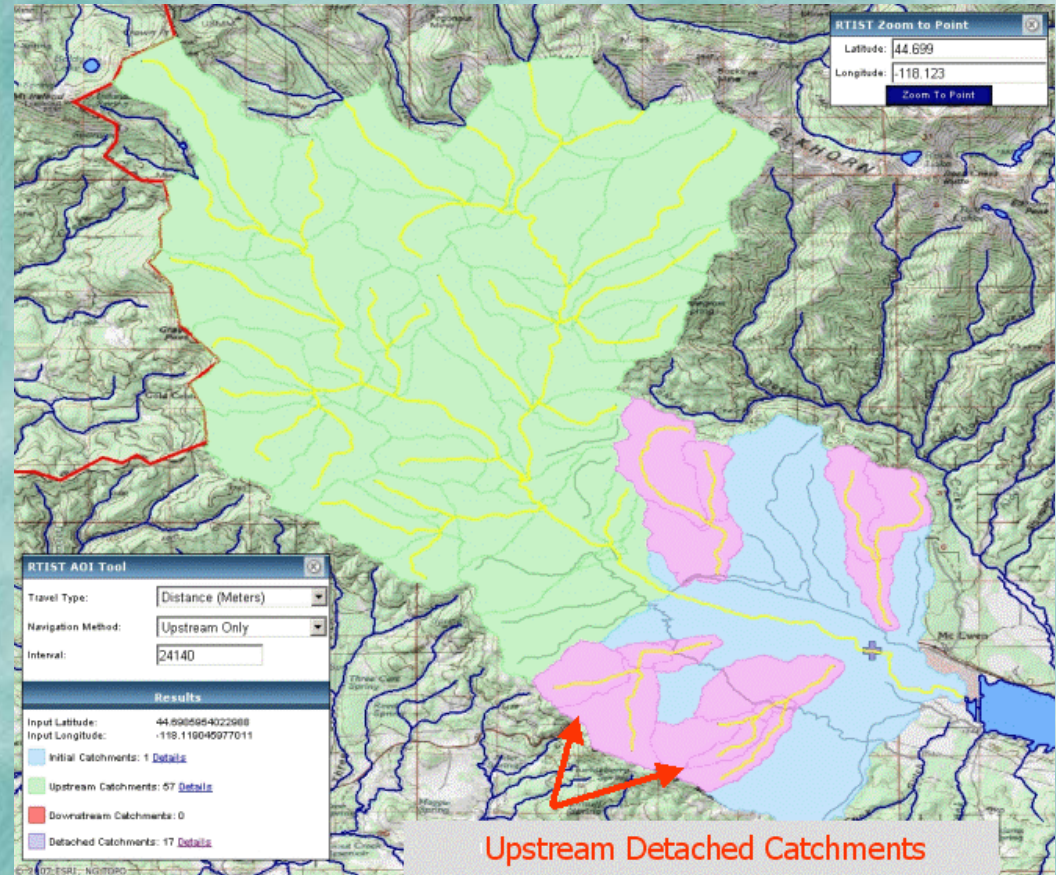 RTIST Zoom to Point
Latitude: 44.699
Longitude: -118.123
Zoom To Point
ELKHORN
Mc Ewen
RTIST AOI Tool
Travel Type: Distance (Meters)
Navigation Method: Upstream Only
Interval: 24140
Results
Input Latitude: 44.6985954022988
Input Longitude: -118.119045977011
Initial Catchments: 1 Details
Upstream Catchments: 57 Details
Downstream Catchments: 0
Detached Catchments: 17 Details
Upstream Detached Catchments